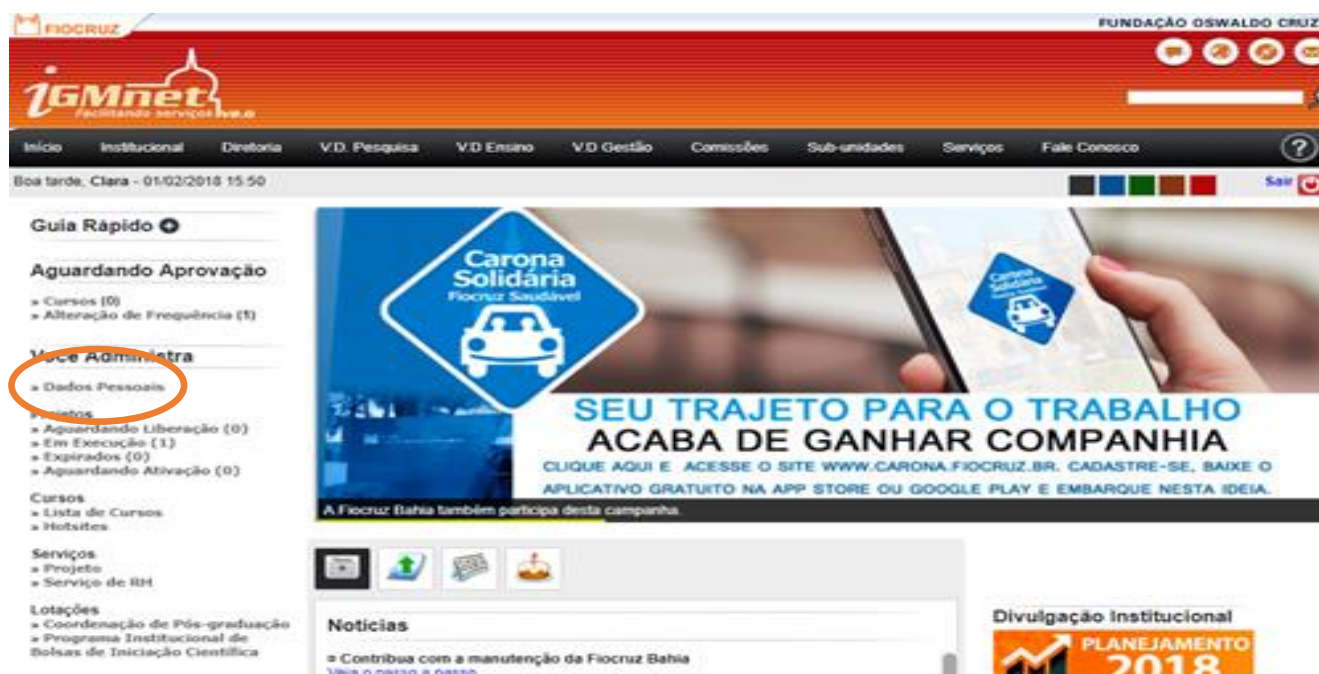 FIOCRUZ
FUNDAÇÃO OSWALDO CRUZ
iGMnet
Facilitando serviços
Início Institucional Diretoria V.D. Pesquisa V.D Ensino V.D Gestão Comissões Sub-unidades Serviços Fale Conosco ?
Boa tarde, Clara - 01/02/2018 15:50 Sair
Guia Rápido
Aguardando Aprovação
» Cursos (0)
» Alteração de Frequência (1)
Você Administra
» Dados Pessoais
Projetos
» Aguardando Liberação (0)
» Em Execução (1)
» Expirados (0)
» Aguardando Ativação (0)
Cursos
» Lista de Cursos
» Hotsites
Serviços
» Projeto
» Serviço de RH
Lotações
» Coordenação de Pós-graduação
» Programa Institucional de
Bolsas de Iniciação Científica
Carona
Solidária
Fiocruz Saudável
Carona
Solidária
SEU TRAJETO PARA O TRABALHO
ACABA DE GANHAR COMPANHIA
CLIQUE AQUI E ACESSE O SITE WWW.CARONA.FIOCRUZ.BR. CADASTRE-SE, BAIXE O
APLICATIVO GRATUITO NA APP STORE OU GOOGLE PLAY E EMBARQUE NESTA IDEIA.
A Fiocruz Bahia também participa desta campanha.
Notícias
¤ Contribua com a manutenção da Fiocruz Bahia
Veja o passo a passo
Divulgação Institucional
PLANEJAMENTO
2018